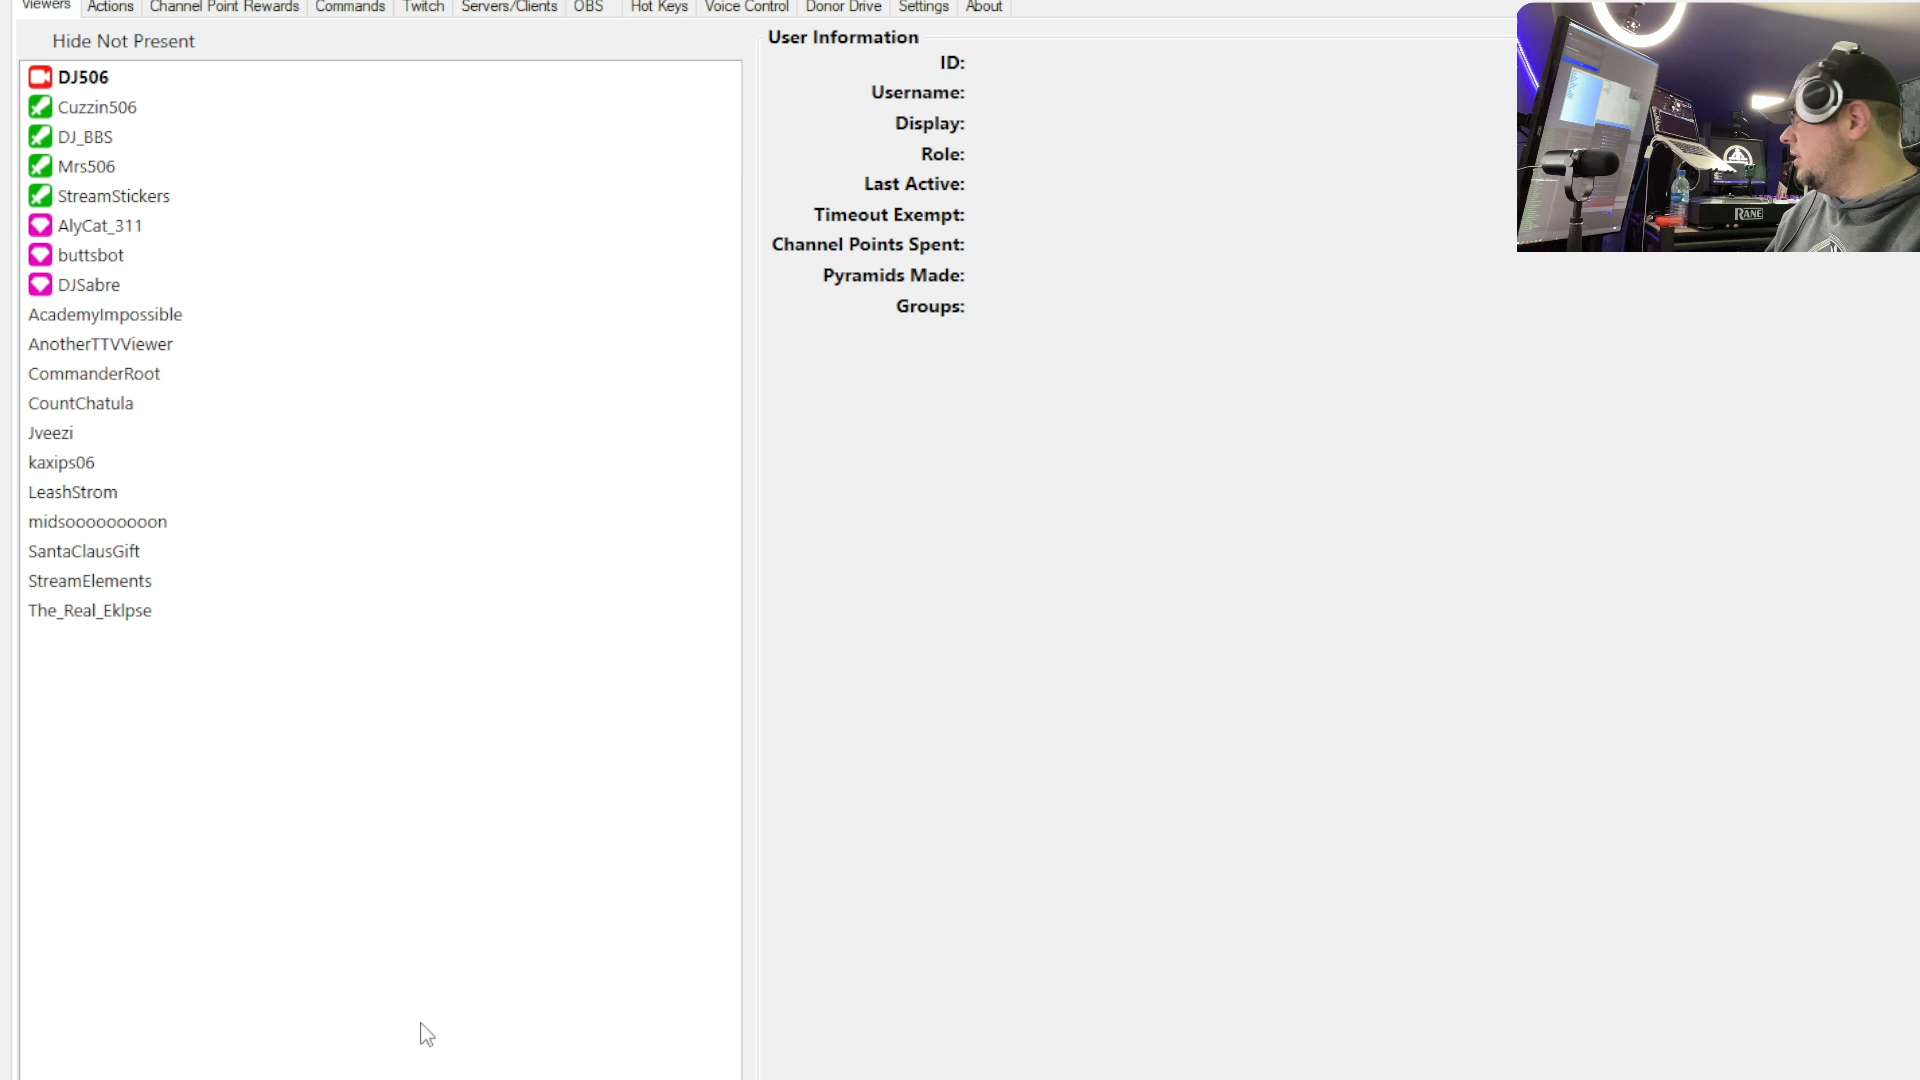 Viewers Actions Channel Point Rewards Commands Twitch Servers/Clients OBS Hot Keys Voice Control Donor Drive Settings About
Hide Not Present
DJ506
Cuzzin506
DJ_BBS
Mrs506
StreamStickers
AlyCat_311
buttsbot
DJSabre
AcademyImpossible
AnotherTTVViewer
CommanderRoot
CountChatula
Jveezi
kaxips06
LeashStrom
midsooooooooon
SantaClausGift
StreamElements
The_Real_Eklpse
User Information
ID:
Username:
Display:
Role:
Last Active:
Timeout Exempt:
Channel Points Spent:
Pyramids Made:
Groups:
RANE